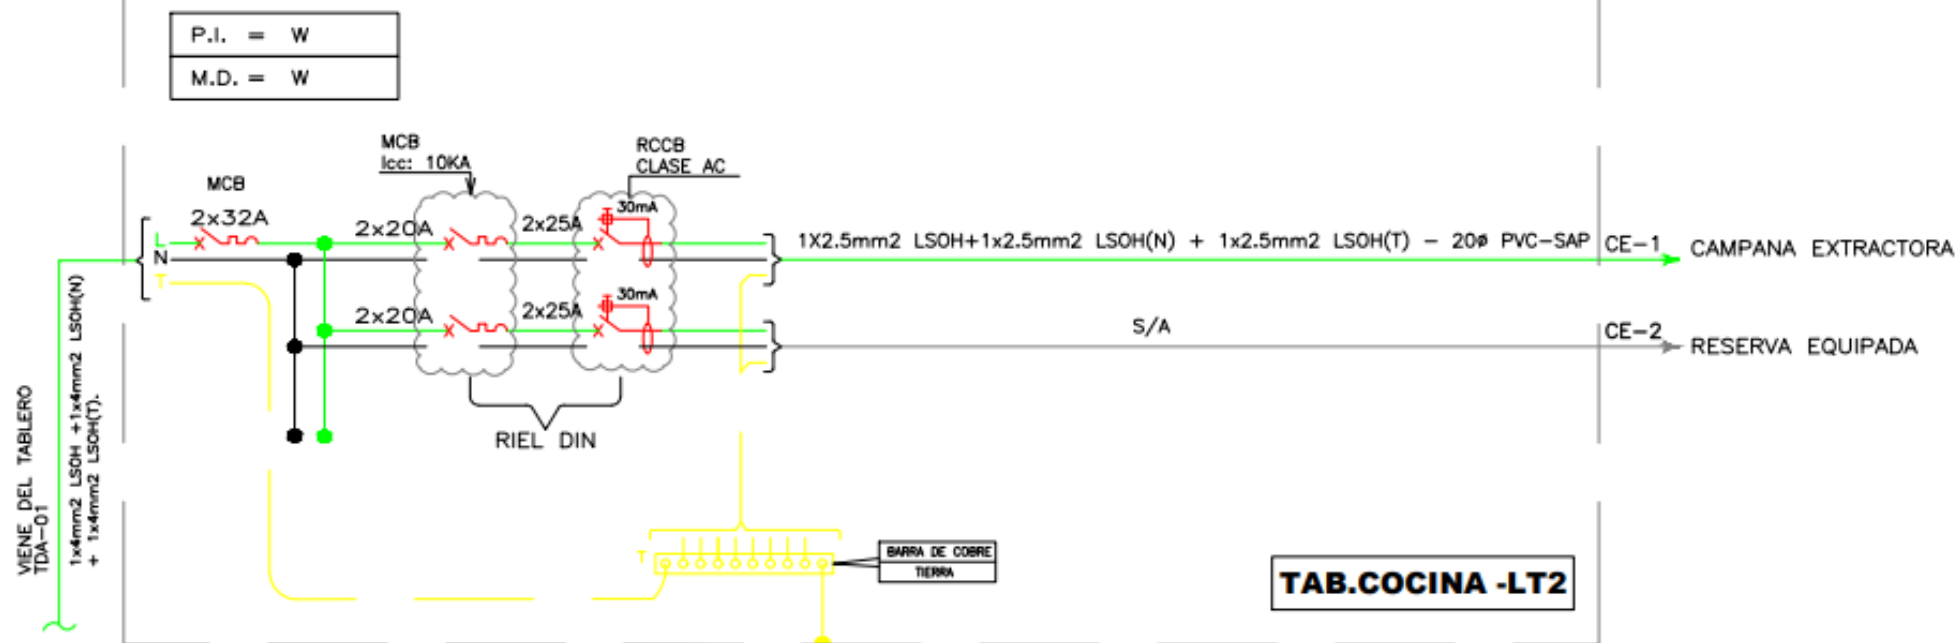 P.I. = W
M.D. = W
MCB
Icc: 10KA
RCCB
CLASE AC
MCB
2x32A
2x20A
2x25A
30mA
L
N
T
1X2.5mm2 LSOH+1x2.5mm2 LSOH(N) + 1x2.5mm2 LSOH(T) - 20ø PVC-SAP
CE-1
CAMPANA EXTRACTORA
2x20A
2x25A
30mA
S/A
CE-2
RESERVA EQUIPADA
RIEL DIN
VIENE DEL TABLERO
TDA-01
1x4mm2 LSOH +1x4mm2 LSOH(N)
+ 1x4mm2 LSOH(T).
T
BARRA DE COBRE
TIERRA
TAB.COCINA -LT2